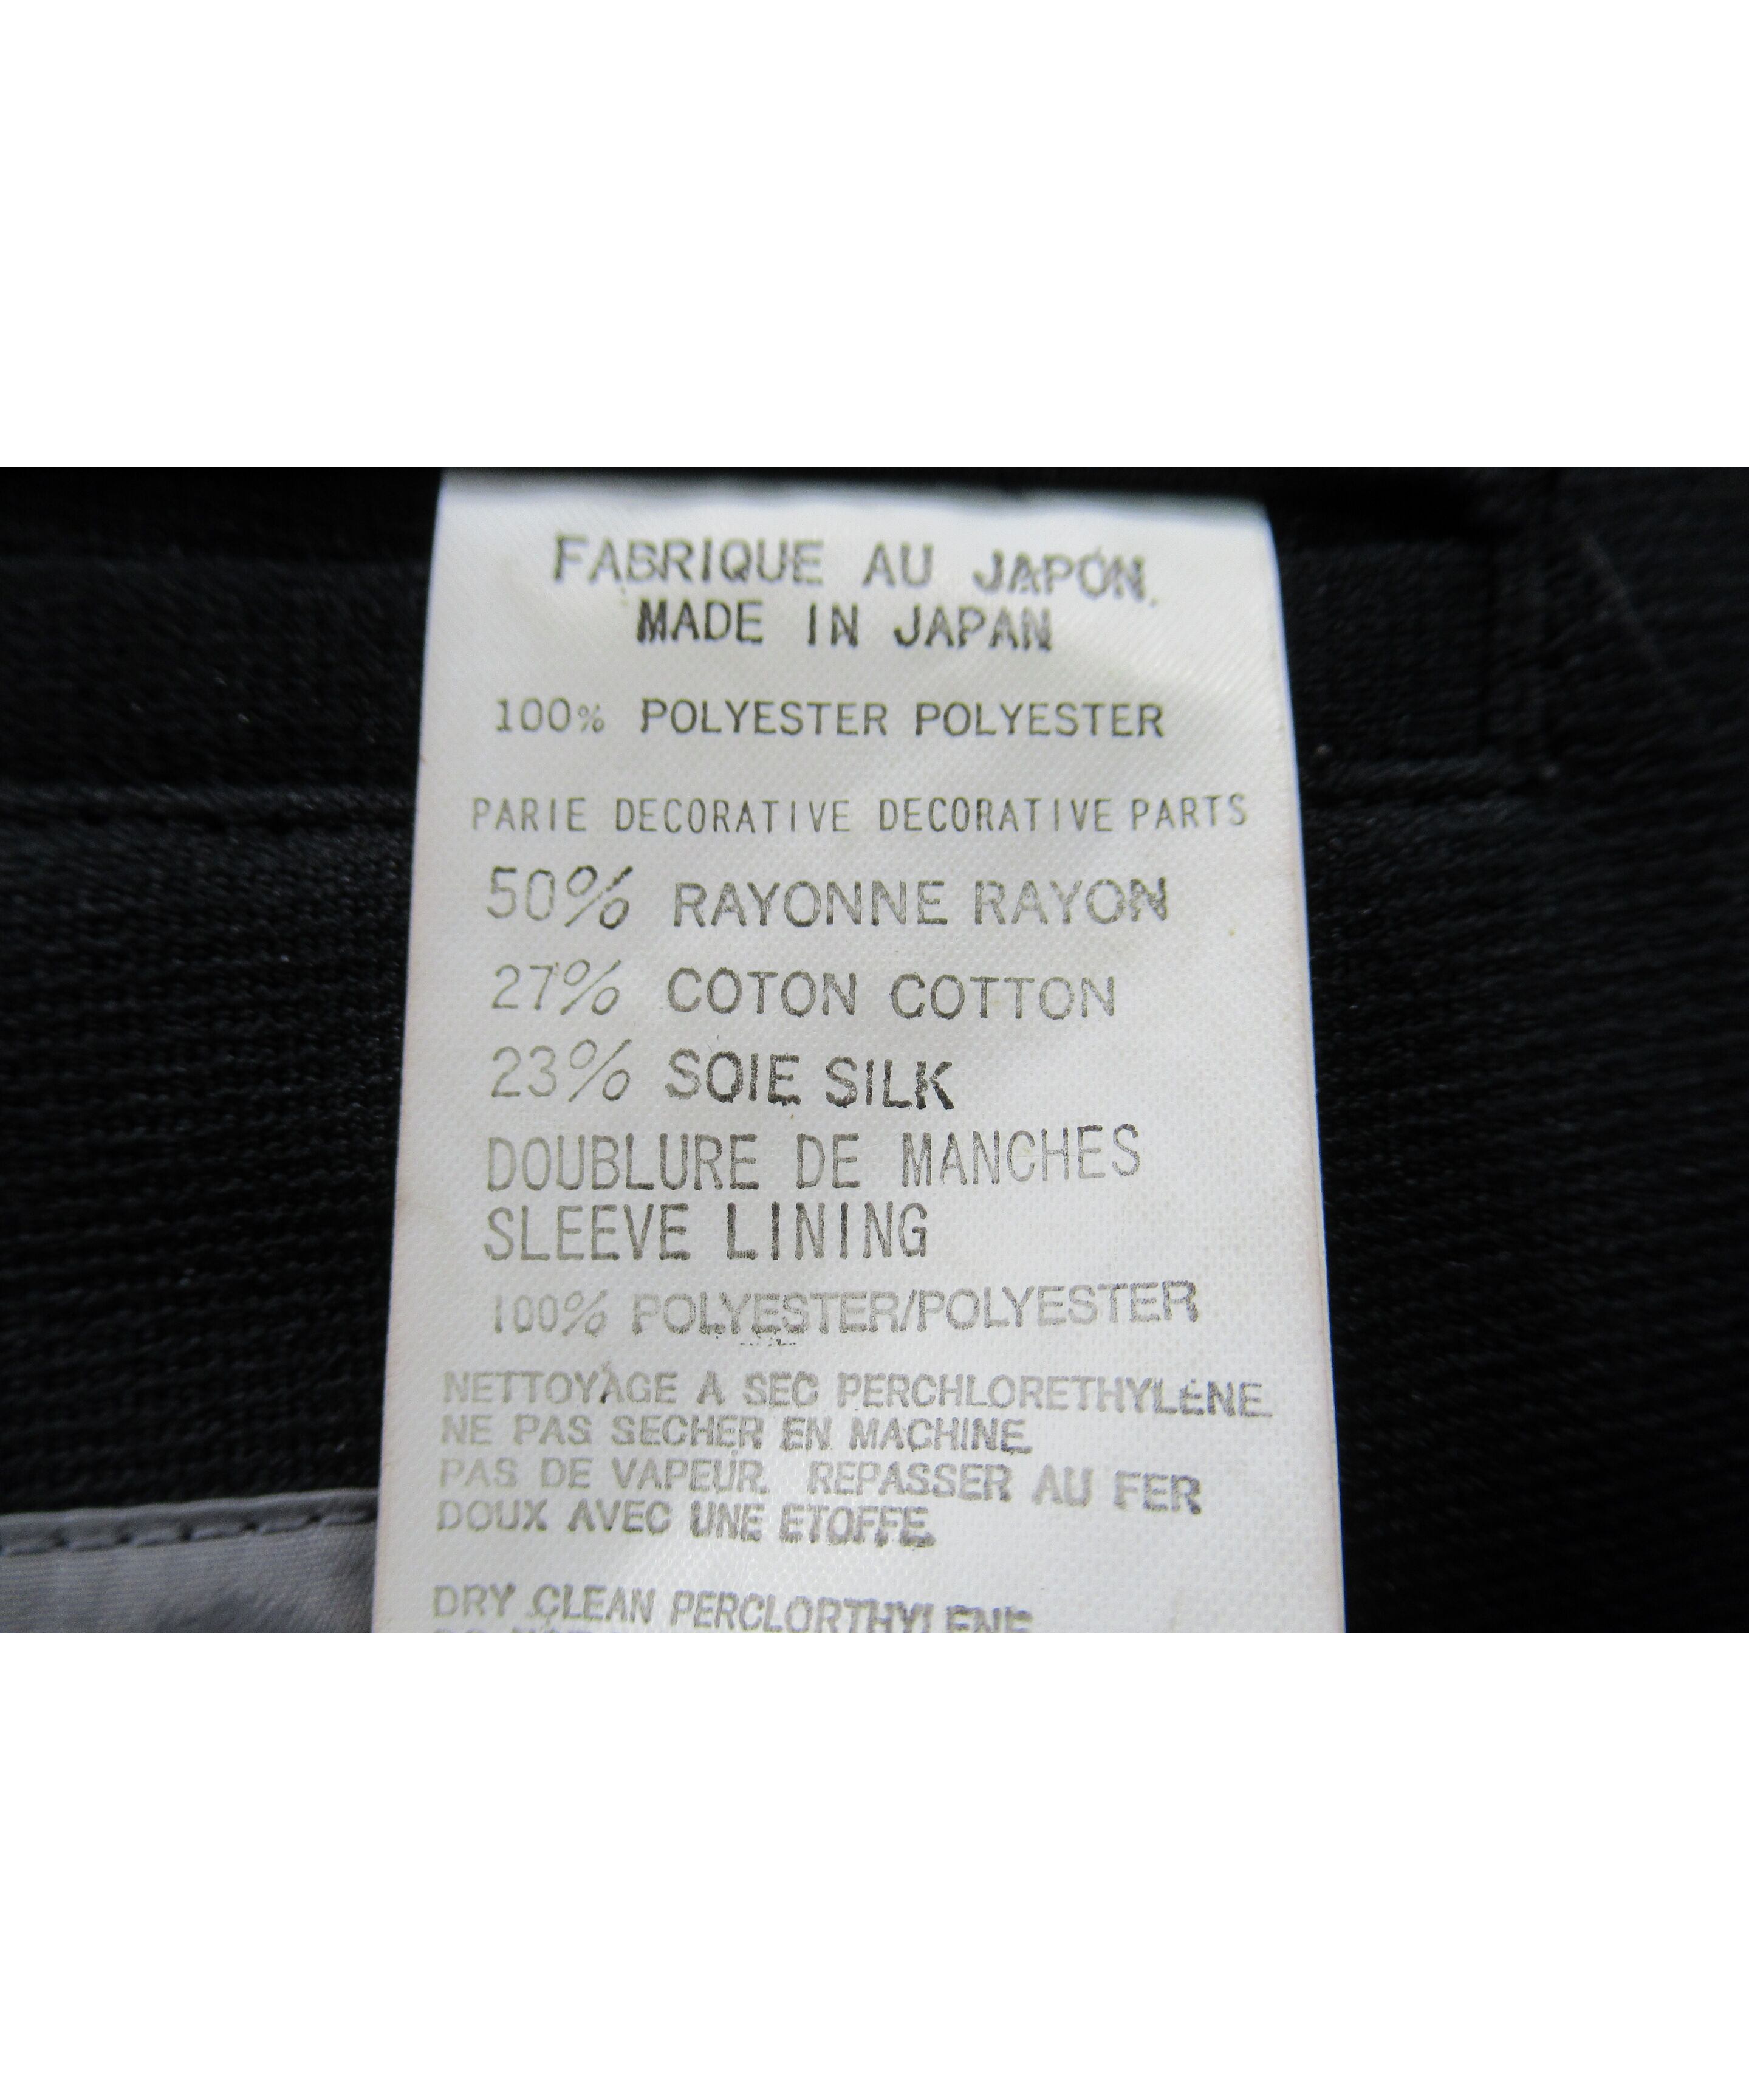 FABRIQUE AU JAPON.
MADE IN JAPAN
100% POLYESTER POLYESTER
PARIE DECORATIVE DECORATIVE PARTS
50% RAYONNE RAYON
27% COTON COTTON
23% SOIE SILK
DOUBLURE DE MANCHES
SLEEVE LINING
100% POLYESTER/POLYESTER
NETTOYAGE A SEC PERCHLORETHYLENE.
NE PAS SECHER EN MACHINE.
PAS DE VAPEUR. REPASSER AU FER
DOUX AVEC UNE ETOFFE.
DRY CLEAN PERCLORTHYLENE.